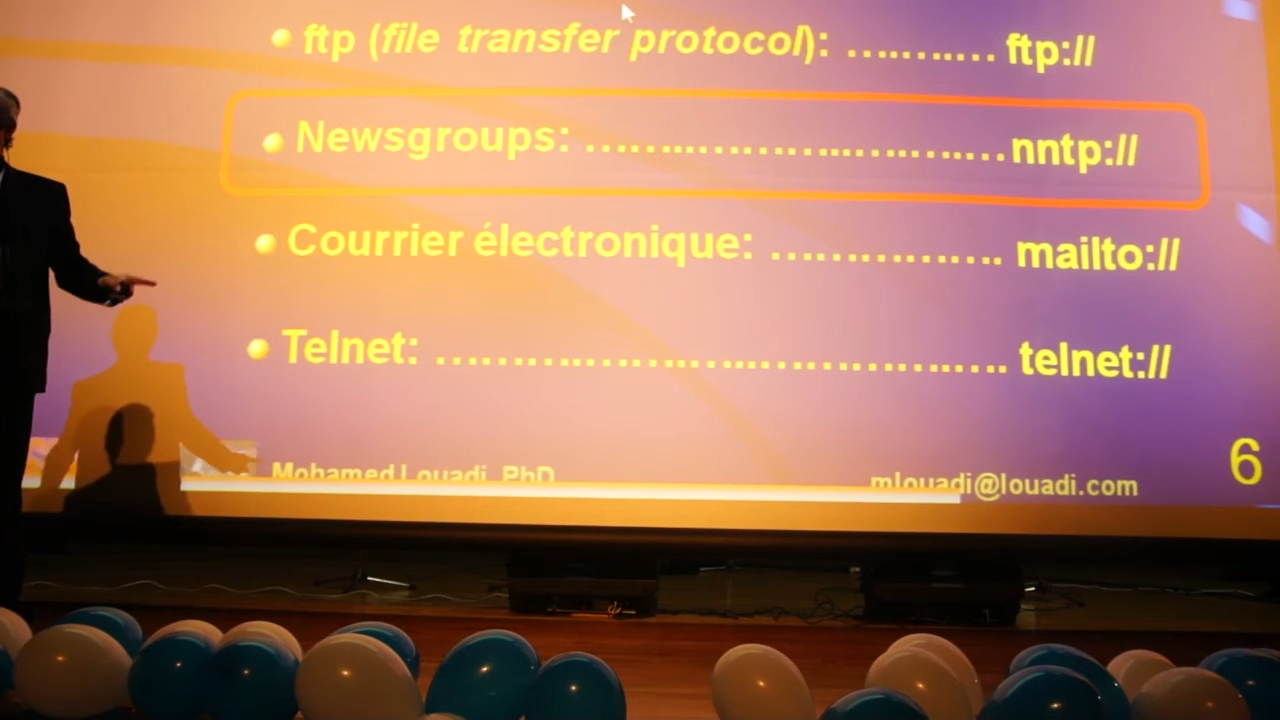 ftp (file transfer protocol): ………… ftp://
Newsgroups: ……………………………… nntp://
Courrier électronique: ……………… mailto://
Telnet: …………………………………… telnet://
Mohamed Louadi, PhD
mlouadi@louadi.com
6